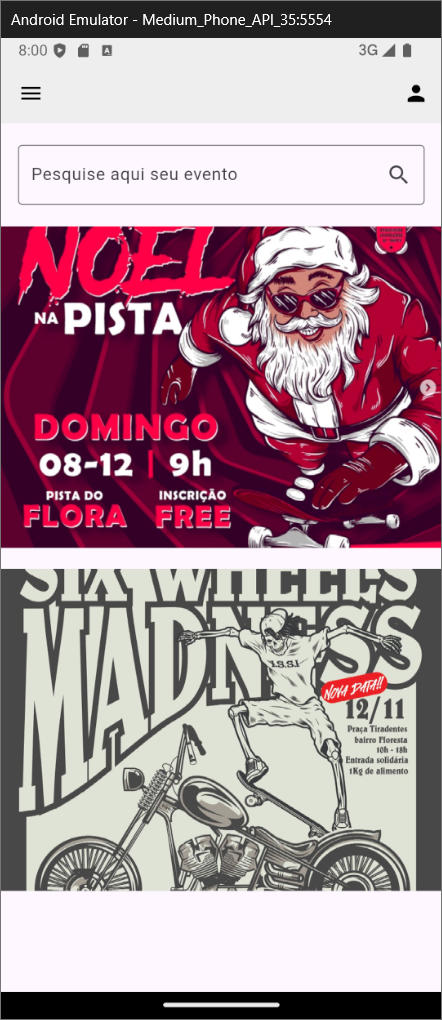 Android Emulator - Medium_Phone_API_35:5554
8:00
3G
Pesquise aqui seu evento
NOEL
NA PISTA
DOMINGO
08-12 | 9h
PISTA DO
FLORA
INSCRIÇÃO
FREE
SIX WHEELS
MADNESS
J.S.S.J.
NOVA DATA!!
12/11
Praça Tiradentes
bairro Floresta
10h - 18h
Entrada solidária
1Kg de alimento